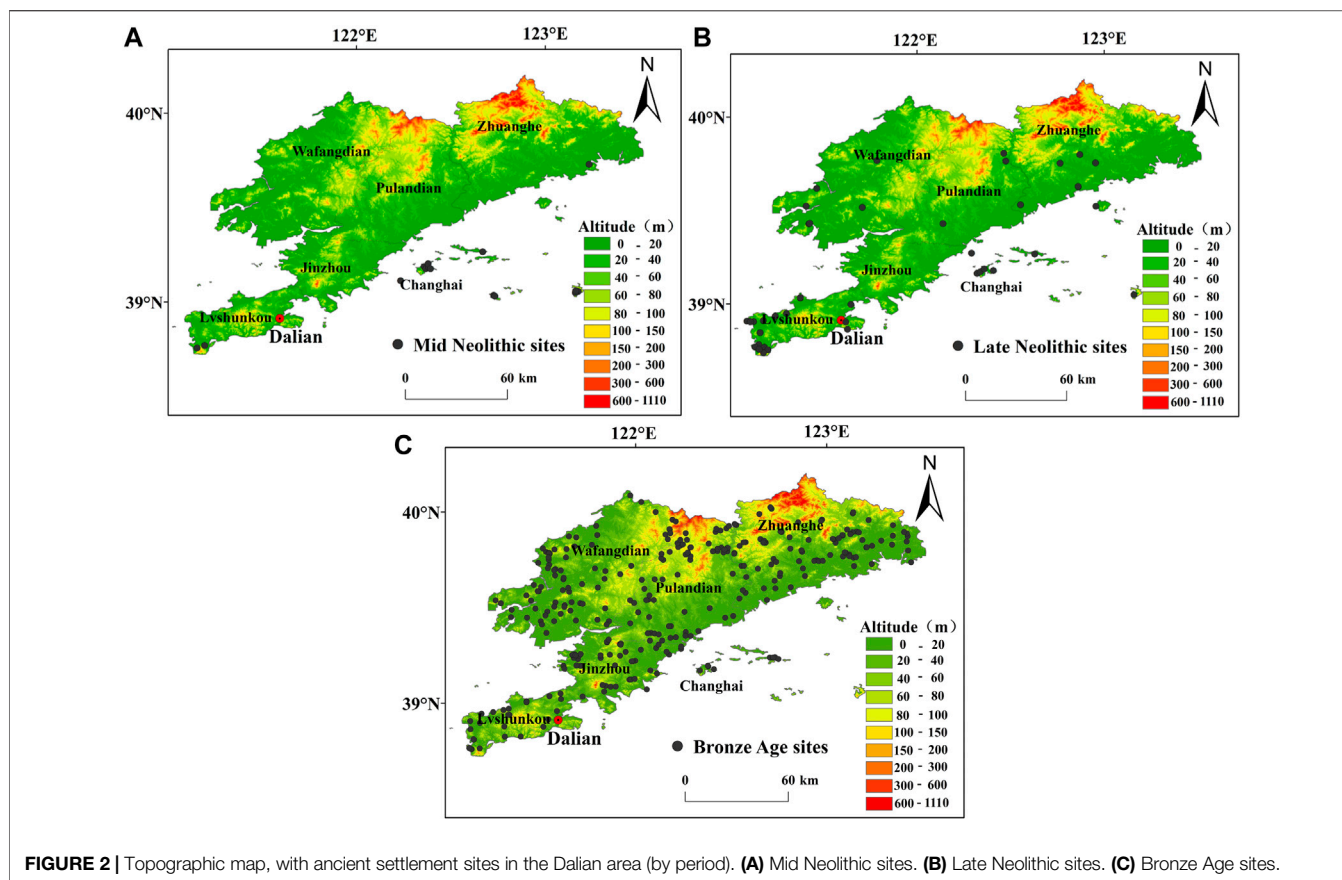 A
122°E 123°E
N
40°N
Zhuanghe
Wafangdian
Pulandian
Altitude（m）
0 - 20
20 - 40
40 - 60
60 - 80
80 - 100
100 - 150
150 - 200
200 - 300
300 - 600
600 - 1110
Jinzhou
Changhai
39°N
Lvshunkou
Dalian
Mid Neolithic sites
0 60 km
B
122°E 123°E
N
40°N
Zhuanghe
Wafangdian
Pulandian
Altitude（m）
0 - 20
20 - 40
40 - 60
60 - 80
80 - 100
100 - 150
150 - 200
200 - 300
300 - 600
600 - 1110
Jinzhou
Changhai
39°N
Lvshunkou
Dalian
Late Neolithic sites
0 60 km
C
122°E 123°E
N
40°N
Zhuanghe
Wafangdian
Pulandian
Altitude（m）
0 - 20
20 - 40
40 - 60
60 - 80
80 - 100
100 - 150
150 - 200
200 - 300
300 - 600
600 - 1110
Jinzhou
Changhai
39°N
Lvshunkou
Dalian
Bronze Age sites
0 60 km
FIGURE 2 | Topographic map, with ancient settlement sites in the Dalian area (by period). (A) Mid Neolithic sites. (B) Late Neolithic sites. (C) Bronze Age sites.